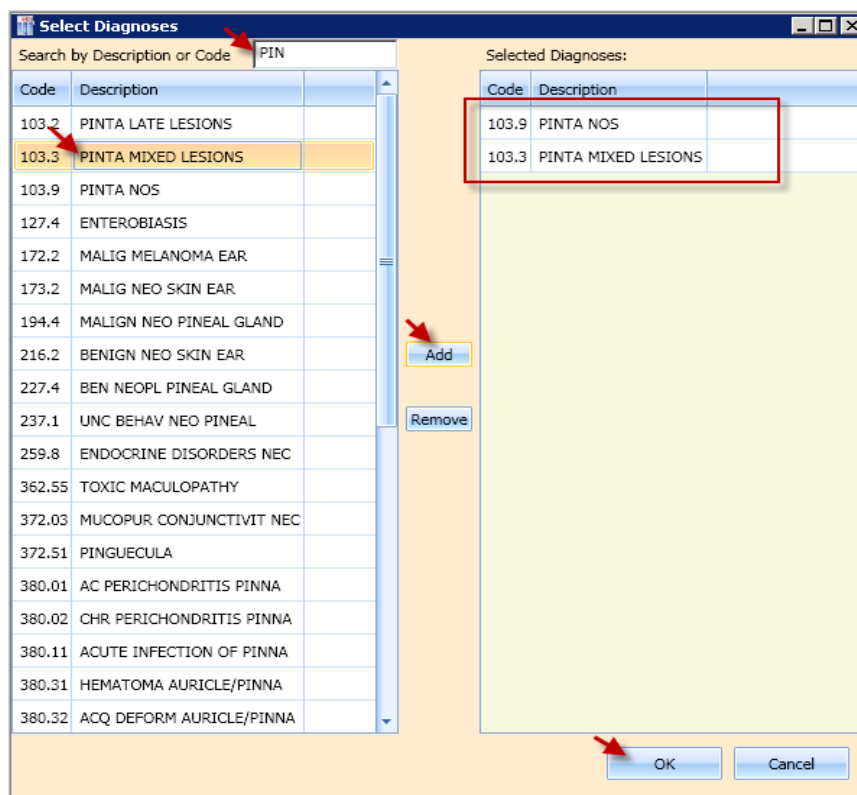 Select Diagnoses
Search by Description or Code PIN
Selected Diagnoses:
Code Description
103.2 PINTA LATE LESIONS
103.3 PINTA MIXED LESIONS
103.9 PINTA NOS
127.4 ENTEROBIASIS
172.2 MALIG MELANOMA EAR
173.2 MALIG NEO SKIN EAR
194.4 MALIGN NEO PINEAL GLAND
216.2 BENIGN NEO SKIN EAR
227.4 BEN NEOPL PINEAL GLAND
237.1 UNC BEHAV NEO PINEAL
259.8 ENDOCRINE DISORDERS NEC
362.55 TOXIC MACULOPATHY
372.03 MUCOPUR CONJUNCTIVIT NEC
372.51 PINGUECULA
380.01 AC PERICHONDRITIS PINNA
380.02 CHR PERICHONDRITIS PINNA
380.11 ACUTE INFECTION OF PINNA
380.31 HEMATOMA AURICLE/PINNA
380.32 ACQ DEFORM AURICLE/PINNA
Add
Remove
Code Description
103.9 PINTA NOS
103.3 PINTA MIXED LESIONS
OK
Cancel